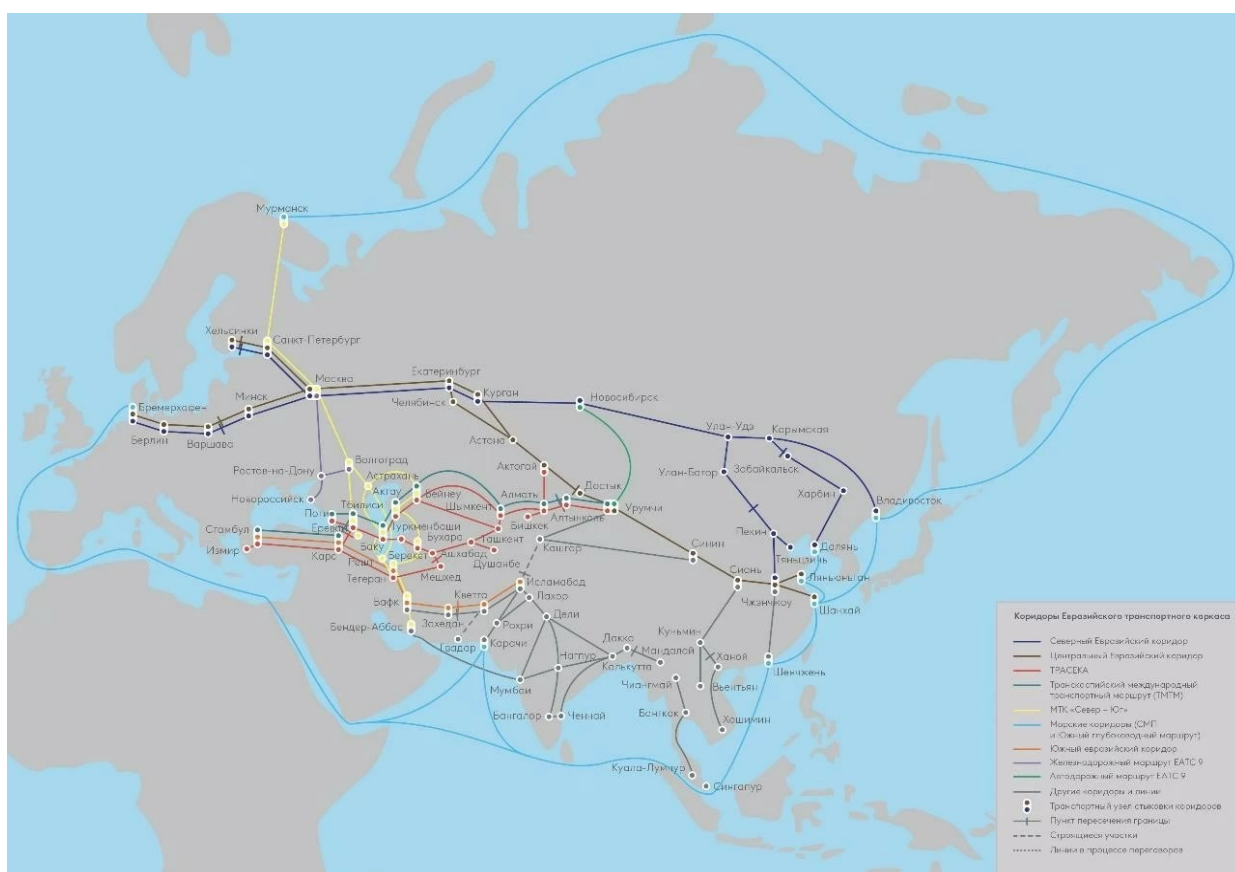 Мурманск
Хельсинки
Санкт-Петербург
Москва
Екатеринбург
Бремерхафен
Минск
Курган
Новосибирск
Челябинск
Берлин
Варшава
Улан-Удэ
Карымская
Астана
Волгоград
Улан-Батор
Забайкальск
Ростов-на-Дону
Астрахань
Актогай
Достык
Харбин
Актау
Бейнеу
Новороссийск
Тбилиси
Шымкент
Алматы
Владивосток
Поти
Алтынколь
Урумчи
Стамбул
Ереван
Туркменбаши
Бишкек
Пекин
Баку
Бухара
Ташкент
Кашгар
Измир
Карс
Решт
Берекет
Ашхабад
Синин
Тяньцзинь
Далянь
Душанбе
Тегеран
Мешхед
Исламабад
Сиань
Ляньюньган
Бафк
Кветта
Лахор
Чжэнчжоу
Шанхай
Захедан
Дели
Бендер-Аббас
Рохри
Гвадар
Карачи
Дакка
Куньмин
Мандалай
Ханой
Нагпур
Калькутта
Шенчжень
Мумбаи
Чиангмай
Вьентьян
Бангалор
Ченнай
Бангкок
Хошимин
Куала-Лумпур
Сингапур
Коридоры Евразийского транспортного каркаса
Северный Евразийский коридор
Центральный Евразийский коридор
ТРАСЕКА
Транскаспийский международный
транспортный маршрут (ТМТМ)
МТК «Север – Юг»
Морские коридоры (СМП
и Южный глубоководный маршрут)
Южный евразийский коридор
Железнодорожный маршрут ЕАТС 9
Автодорожный маршрут ЕАТС 9
Другие коридоры и линии
Транспортный узел стыковки коридоров
Пункт пересечения границы
Строящиеся участки
Линии в процессе переговоров